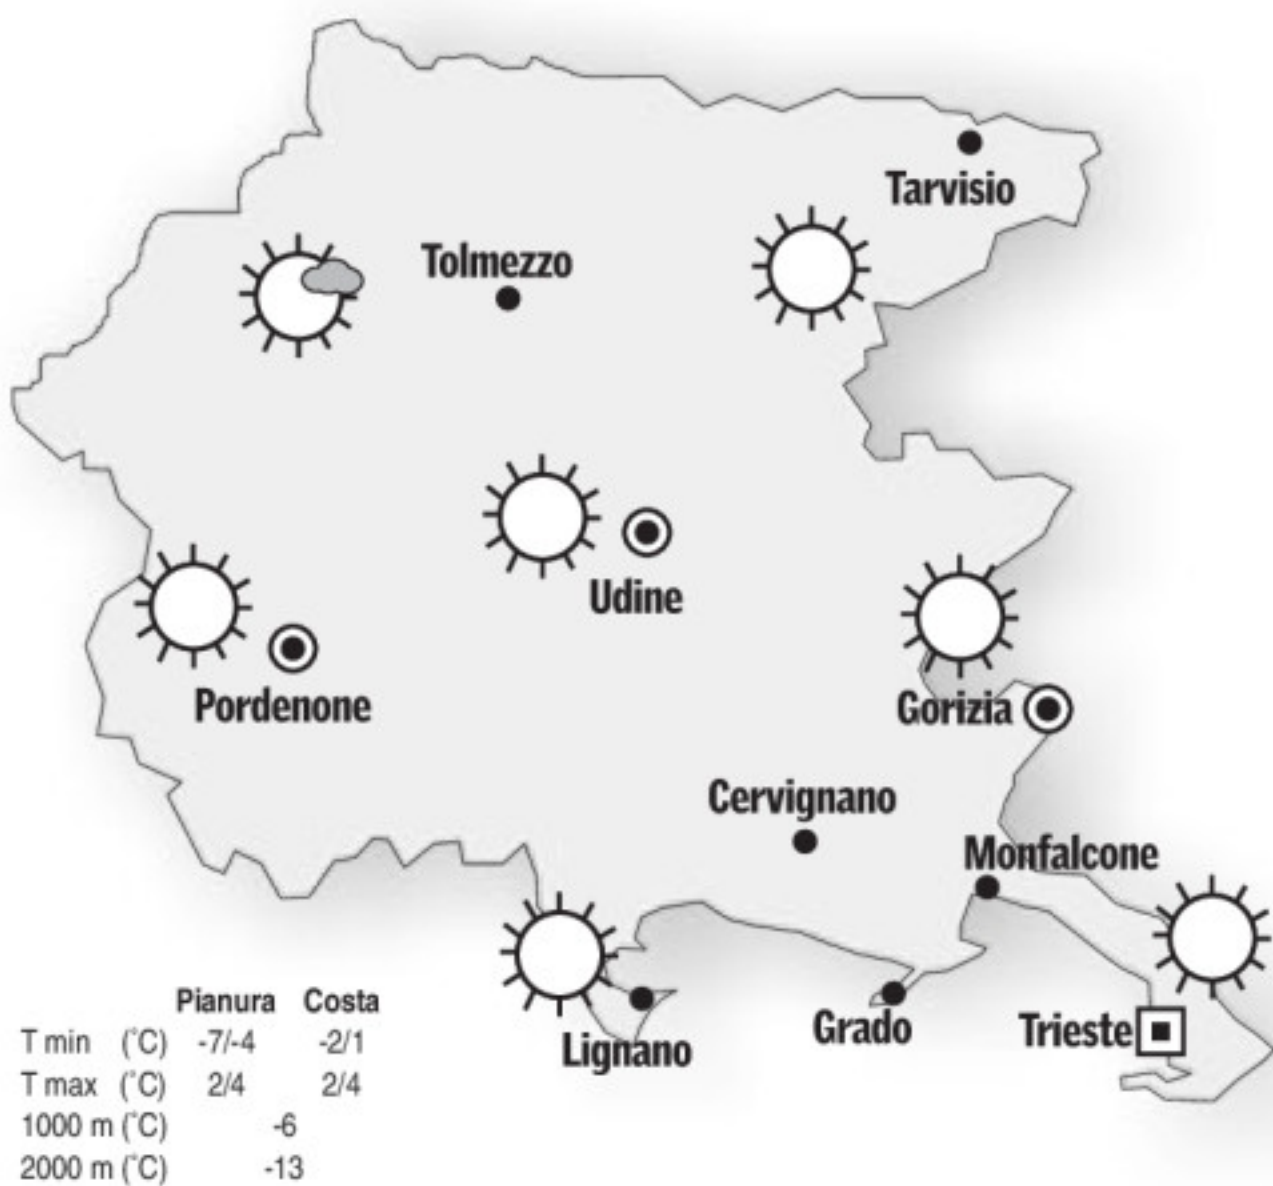 Tarvisio
Tolmezzo
Udine
Pordenone
Gorizia
Cervignano
Monfalcone
Grado
Trieste
Lignano
Pianura Costa
T min (°C) -7/-4 -2/1
T max (°C) 2/4 2/4
1000 m (°C) -6
2000 m (°C) -13